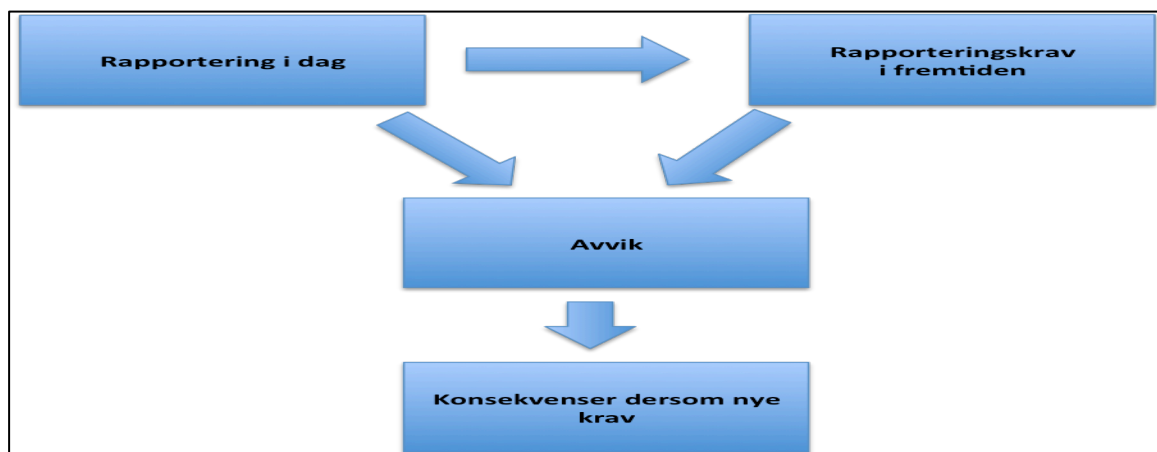 Rapportering i dag
Rapporteringskrav
i fremtiden
Avvik
Konsekvenser dersom nye
krav